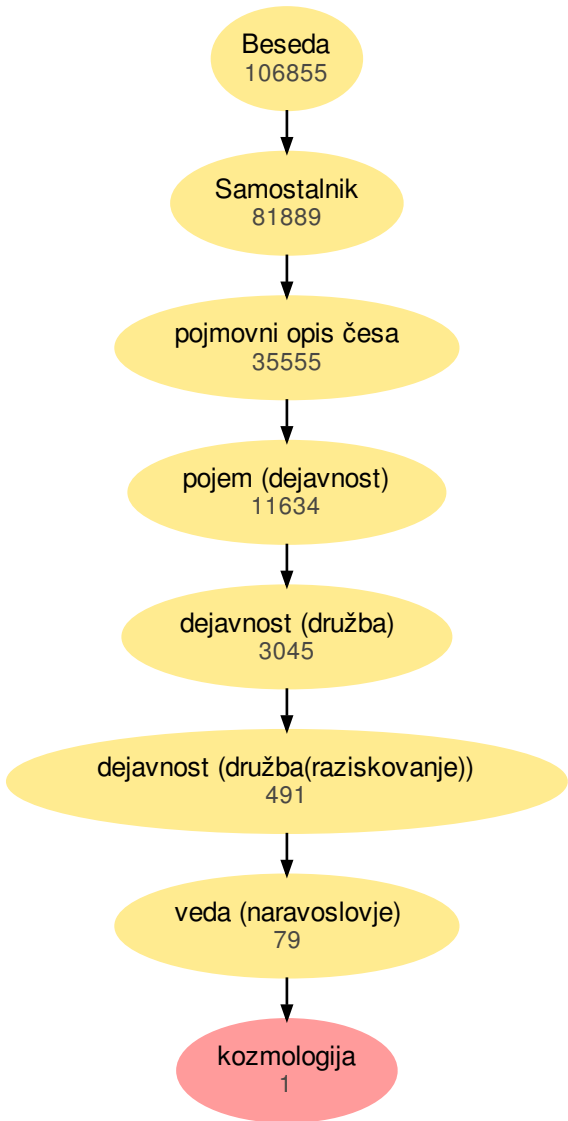 Beseda
106855
Samostalnik
81889
pojmovni opis česa
35555
pojem (dejavnost)
11634
dejavnost (družba)
3045
dejavnost (družba(raziskovanje))
491
veda (naravoslovje)
79
kozmologija
1